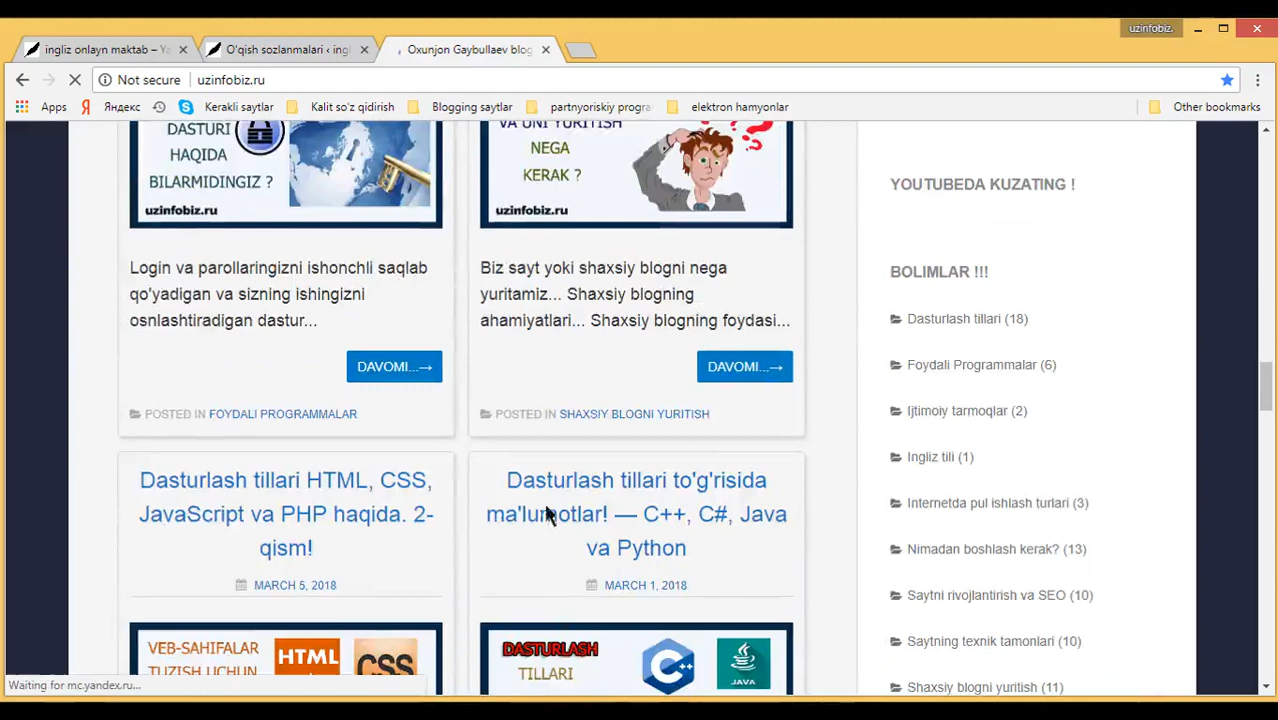 uzinfobiz.
ingliz onlayn maktab – Ya
O'qish sozlanmalari ‹ ingl
Oxunjon Gaybullaev blog
Not secure
uzinfobiz.ru
Apps
Яндекс
Kerakli saytlar
Kalit so'z qidirish
Blogging saytlar
partnyoriskiy progra
elektron hamyonlar
Other bookmarks
DASTURI
HAQIDA
BILARMIDINGIZ ?
uzinfobiz.ru
VA UNI YURITISH
NEGA
KERAK ?
uzinfobiz.ru
Login va parollaringizni ishonchli saqlab
qo'yadigan va sizning ishingizni
osnlashtiradigan dastur...
DAVOMI...→
POSTED IN FOYDALI PROGRAMMALAR
Biz sayt yoki shaxsiy blogni nega
yuritamiz... Shaxsiy blogning
ahamiyatlari... Shaxsiy blogning foydasi...
DAVOMI...→
POSTED IN SHAXSIY BLOGNI YURITISH
Dasturlash tillari HTML, CSS,
JavaScript va PHP haqida. 2-
qism!
MARCH 5, 2018
VEB-SAHIFALAR
TUZISH UCHUN
HTML
CSS
Dasturlash tillari to'g'risida
ma'lumotlar! — C++, C#, Java
va Python
MARCH 1, 2018
DASTURLASH
TILLARI
C++
JAVA
YOUTUBEDA KUZATING !
BOLIMLAR !!!
Dasturlash tillari (18)
Foydali Programmalar (6)
Ijtimoiy tarmoqlar (2)
Ingliz tili (1)
Internetda pul ishlash turlari (3)
Nimadan boshlash kerak? (13)
Saytni rivojlantirish va SEO (10)
Saytning texnik tamonlari (10)
Shaxsiy blogni yuritish (11)
Waiting for mc.yandex.ru...